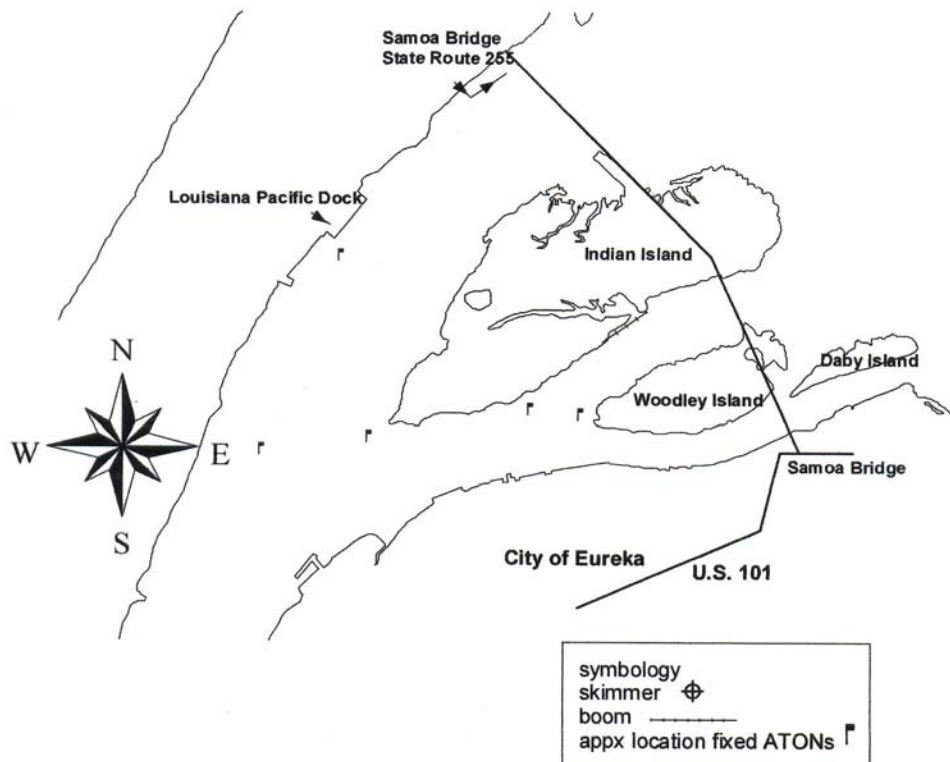 Samoa Bridge
State Route 255
Louisiana Pacific Dock
Indian Island
N
Daby Island
Woodley Island
W
E
Samoa Bridge
S
City of Eureka
U.S. 101
symbology
skimmer
boom
appx location fixed ATONs